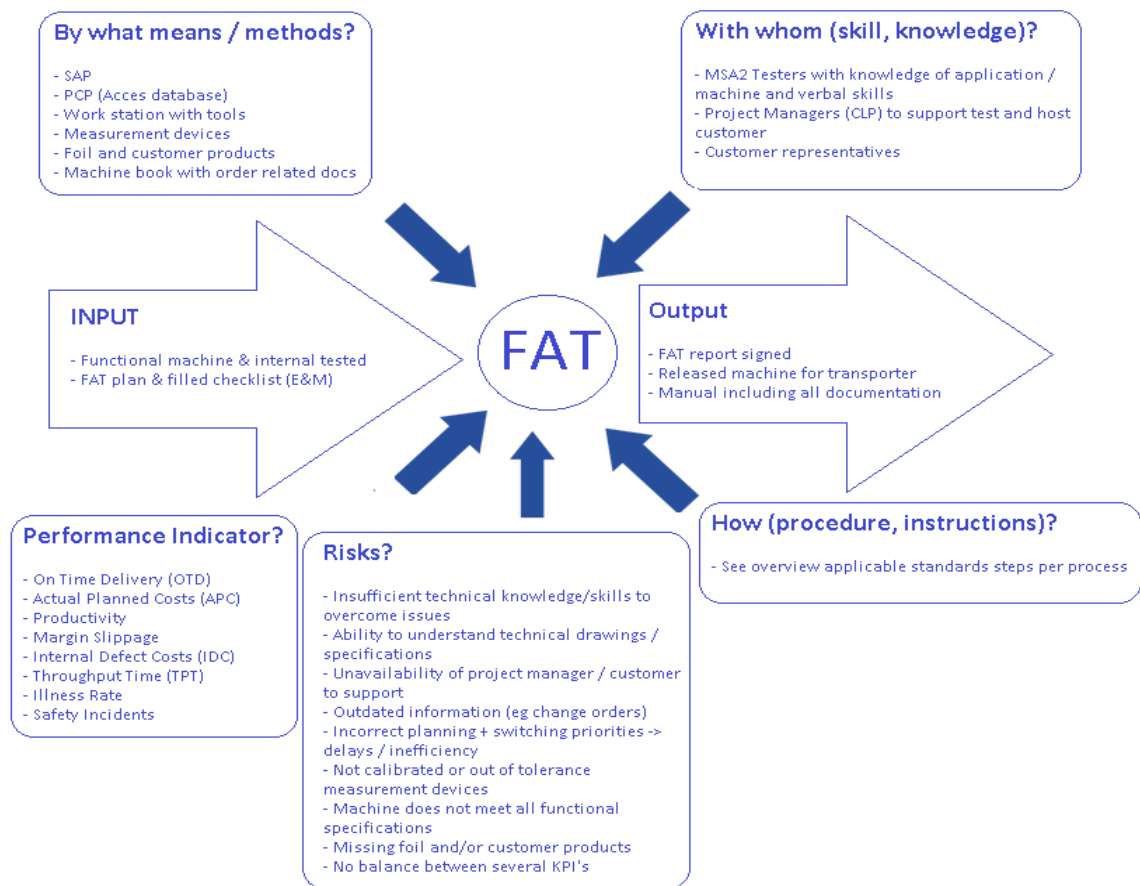 By what means / methods?
- SAP
- PCP (Acces database)
- Work station with tools
- Measurement devices
- Foil and customer products
- Machine book with order related docs
With whom (skill, knowledge)?
- MSA2 Testers with knowledge of application /
machine and verbal skills
- Project Managers (CLP) to support test and host
customer
- Customer representatives
INPUT
- Functional machine & internal tested
- FAT plan & filled checklist (E&M)
FAT
Output
- FAT report signed
- Released machine for transporter
- Manual including all documentation
Performance Indicator?
- On Time Delivery (OTD)
- Actual Planned Costs (APC)
- Productivity
- Margin Slippage
- Internal Defect Costs (IDC)
- Throughput Time (TPT)
- Illness Rate
- Safety Incidents
Risks?
- Insufficient technical knowledge/skills to
overcome issues
- Ability to understand technical drawings /
specifications
- Unavailability of project manager / customer
to support
- Outdated information (eg change orders)
- Incorrect planning + switching priorities ->
delays / inefficiency
- Not calibrated or out of tolerance
measurement devices
- Machine does not meet all functional
specifications
- Missing foil and/or customer products
- No balance between several KPI's
How (procedure, instructions)?
- See overview applicable standards steps per process